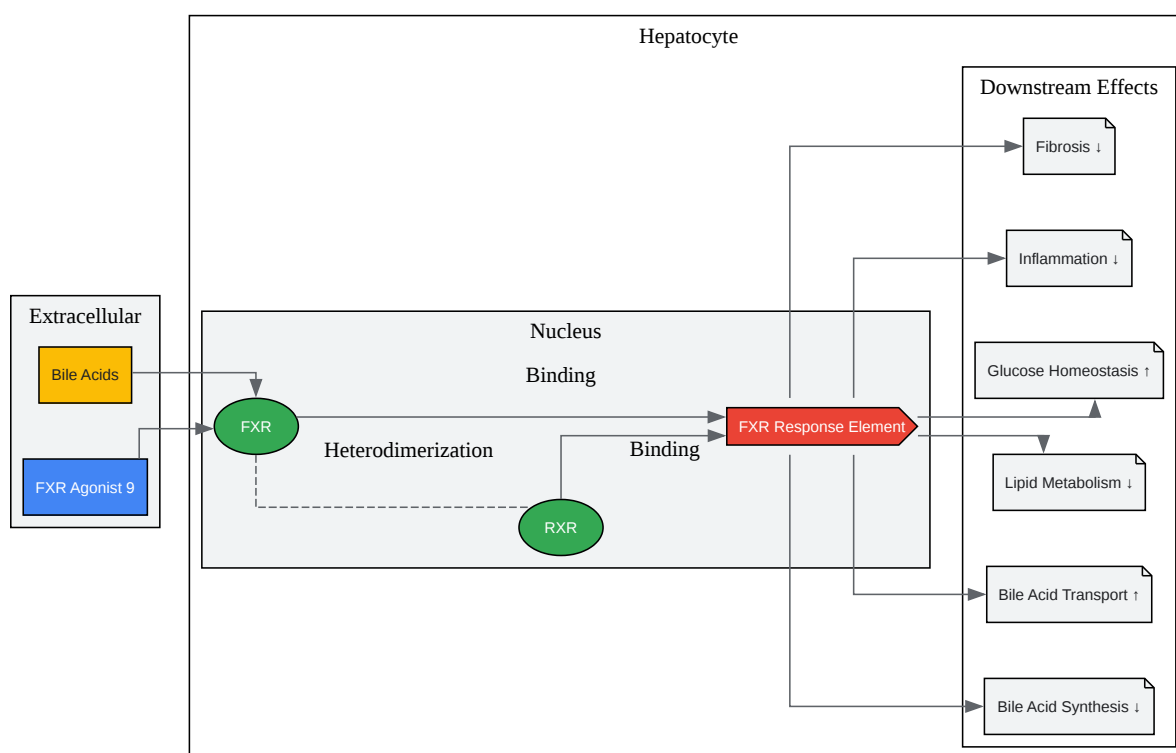 Hepatocyte
Downstream Effects
Fibrosis ↓
Inflammation ↓
Extracellular
Nucleus
Bile Acids
Binding
Glucose Homeostasis ↑
FXR
FXR Response Element
Heterodimerization
Binding
FXR Agonist 9
Lipid Metabolism ↓
RXR
Bile Acid Transport ↑
Bile Acid Synthesis ↓